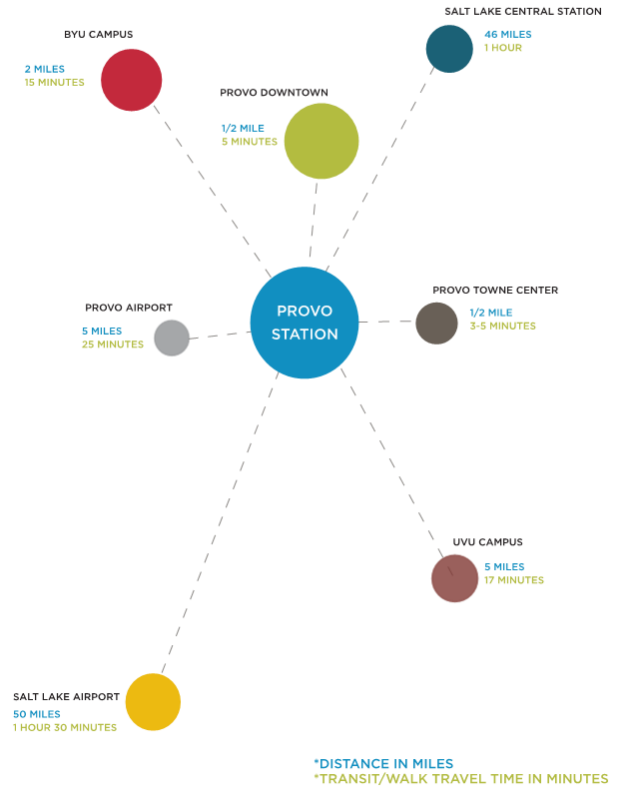 SALT LAKE CENTRAL STATION
46 MILES
1 HOUR
BYU CAMPUS
2 MILES
15 MINUTES
PROVO DOWNTOWN
1/2 MILE
5 MINUTES
PROVO
STATION
PROVO AIRPORT
5 MILES
25 MINUTES
PROVO TOWNE CENTER
1/2 MILE
3-5 MINUTES
UVU CAMPUS
5 MILES
17 MINUTES
SALT LAKE AIRPORT
50 MILES
1 HOUR 30 MINUTES
*DISTANCE IN MILES
*TRANSIT/WALK TRAVEL TIME IN MINUTES